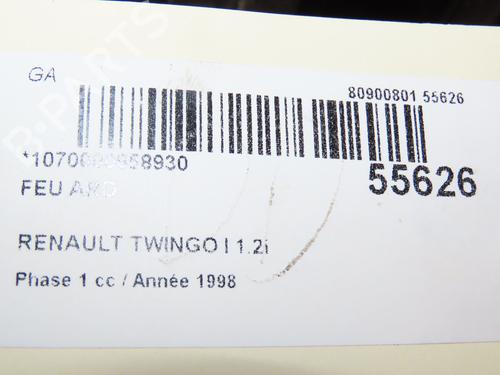 GA
80900801 55626
55626
FEU
RENAULT TWINGO I 1.2i
Phase 1 cc / Année 1998